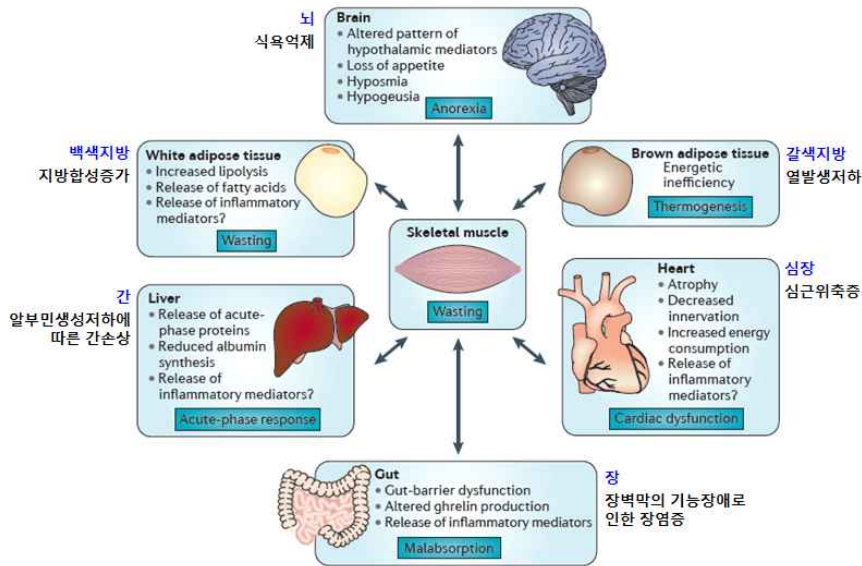 뇌
식욕억제
Brain
• Altered pattern of
hypothalamic mediators
• Loss of appetite
• Hyposmia
• Hypogeusia
Anorexia
백색지방
지방합성증가
White adipose tissue
• Increased lipolysis
• Release of fatty acids
• Release of inflammatory
mediators?
Wasting
Brown adipose tissue
Energetic
inefficiency
Thermogenesis
갈색지방
열발생저하
Skeletal muscle
Wasting
간
알부민생성저하에
따른 간손상
Liver
• Release of acute-
phase proteins
• Reduced albumin
synthesis
• Release of
inflammatory mediators?
Acute-phase response
Heart
• Atrophy
• Decreased
innervation
• Increased energy
consumption
• Release of
inflammatory
mediators?
Cardiac dysfunction
심장
심근위축증
Gut
• Gut-barrier dysfunction
• Altered ghrelin production
• Release of inflammatory mediators
Malabsorption
장
장벽막의 기능장애로
인한 장염증